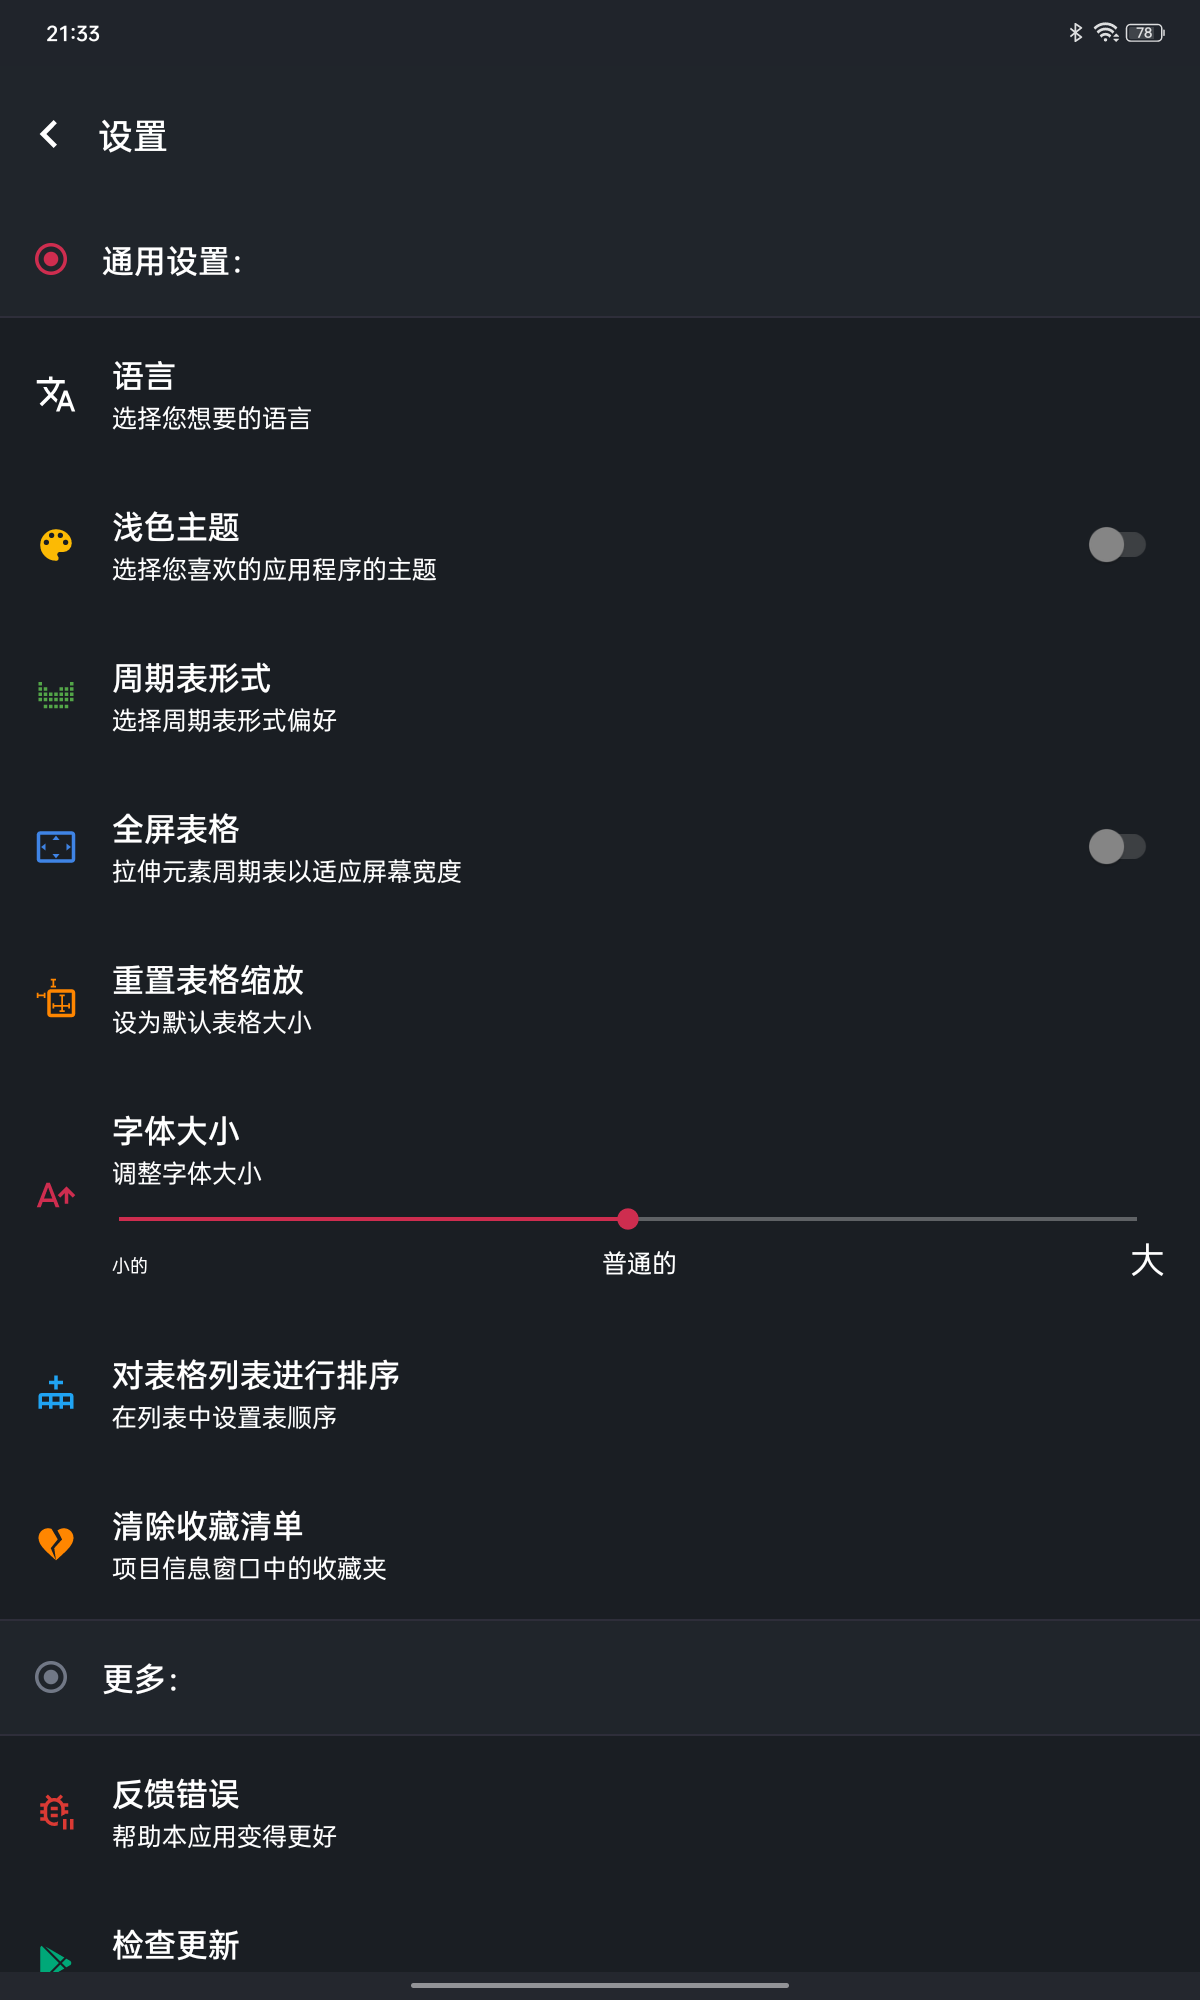 21:33
78
设置
通用设置:
语言
选择您想要的语言
浅色主题
选择您喜欢的应用程序的主题
周期表形式
选择周期表形式偏好
全屏表格
拉伸元素周期表以适应屏幕宽度
重置表格缩放
设为默认表格大小
字体大小
调整字体大小
小的 普通的 大
对表格列表进行排序
在列表中设置表顺序
清除收藏清单
项目信息窗口中的收藏夹
更多:
反馈错误
帮助本应用变得更好
检查更新